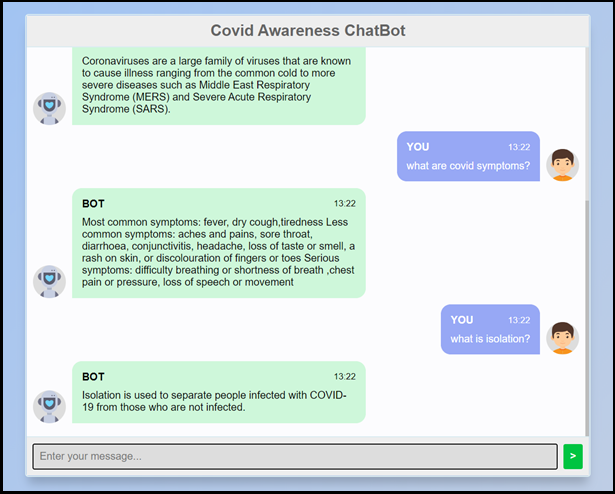 Covid Awareness ChatBot
Coronaviruses are a large family of viruses that are known
to cause illness ranging from the common cold to more
severe diseases such as Middle East Respiratory
Syndrome (MERS) and Severe Acute Respiratory
Syndrome (SARS).
YOU 13:22
what are covid symptoms?
BOT 13:22
Most common symptoms: fever, dry cough,tiredness Less
common symptoms: aches and pains, sore throat,
diarrhoea, conjunctivitis, headache, loss of taste or smell, a
rash on skin, or discolouration of fingers or toes Serious
symptoms: difficulty breathing or shortness of breath ,chest
pain or pressure, loss of speech or movement
YOU 13:22
what is isolation?
BOT 13:22
Isolation is used to separate people infected with COVID-
19 from those who are not infected.
Enter your message... >